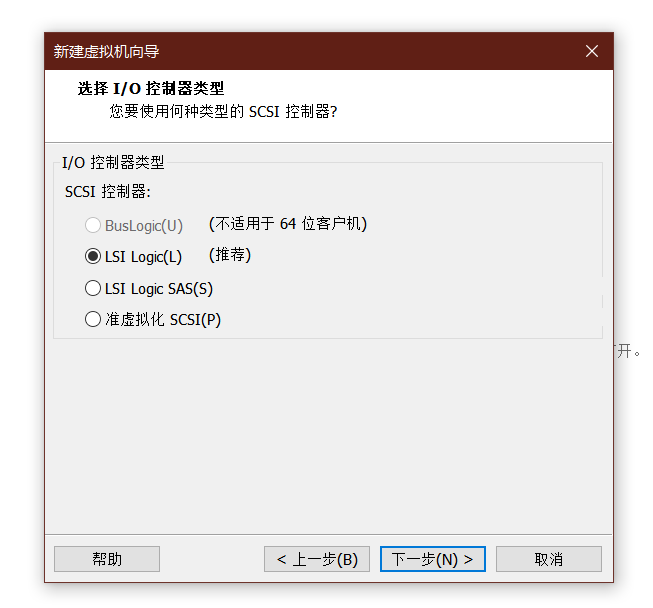 新建虚拟机向导
选择 I/O 控制器类型
您要使用何种类型的 SCSI 控制器?
I/O 控制器类型
SCSI 控制器:
BusLogic(U) (不适用于 64 位客户机)
LSI Logic(L) (推荐)
LSI Logic SAS(S)
准虚拟化 SCSI(P)
开。
帮助 < 上一步(B) 下一步(N) > 取消